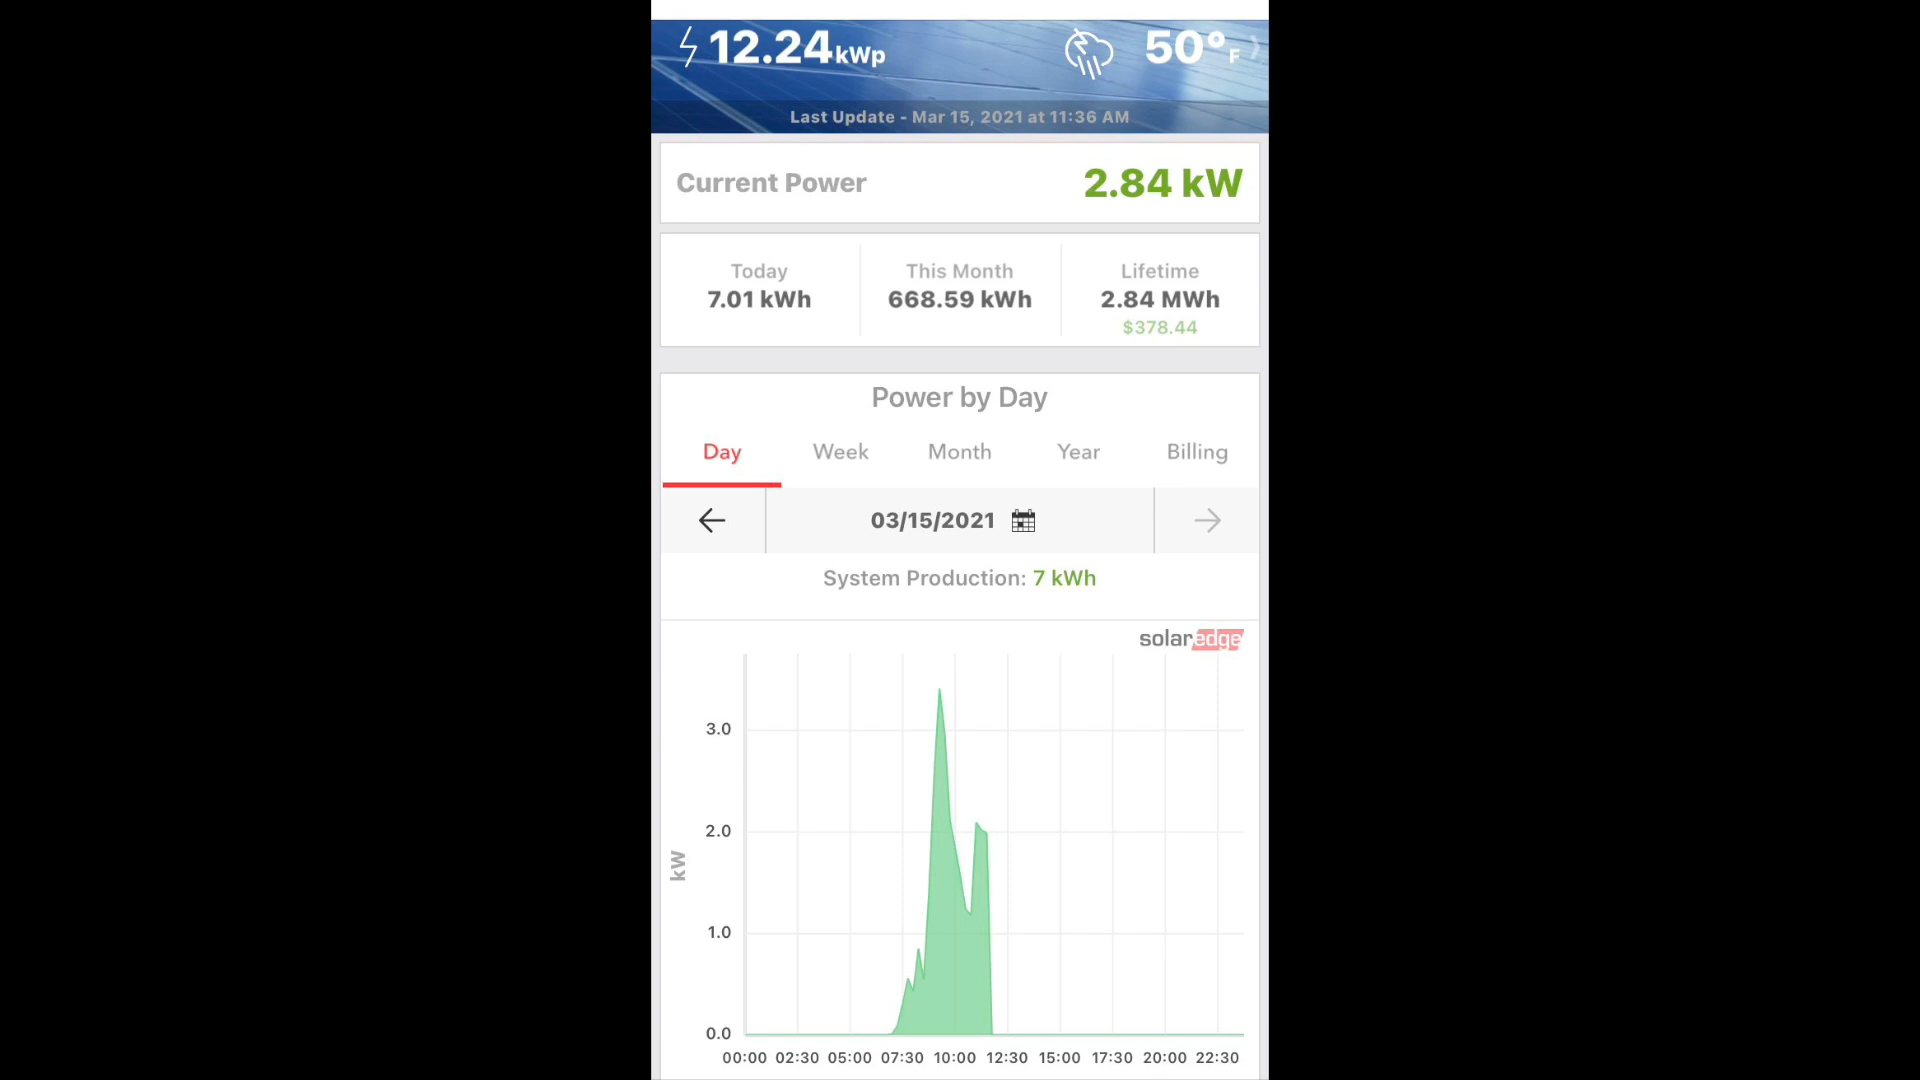 12.24 kWp 50° F
Last Update - Mar 15, 2021 at 11:36 AM
Current Power 2.84 kW
Today This Month Lifetime
7.01 kWh 668.59 kWh 2.84 MWh
$378.44
Power by Day
Day Week Month Year Billing
03/15/2021
System Production: 7 kWh
solaredge
3.0
2.0
kW
1.0
0.0
00:00 02:30 05:00 07:30 10:00 12:30 15:00 17:30 20:00 22:30